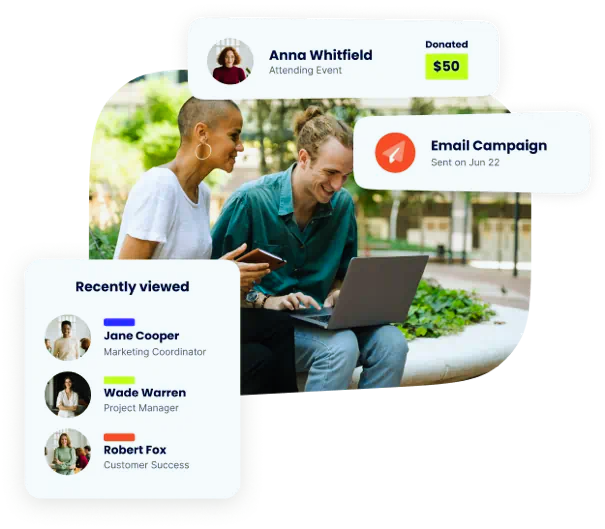 Anna Whitfield
Attending Event
Donated
$50
Email Campaign
Sent on Jun 22
Recently viewed
Jane Cooper
Marketing Coordinator
Wade Warren
Project Manager
Robert Fox
Customer Success